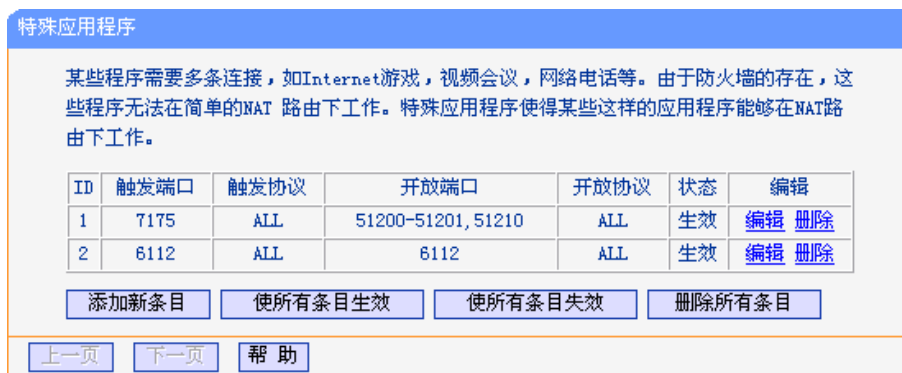 特殊应用程序
某些程序需要多条连接，如Internet游戏，视频会议，网络电话等。由于防火墙的存在，这
些程序无法在简单的NAT 路由下工作。特殊应用程序使得某些这样的应用程序能够在NAT路
由下工作。
ID 触发端口 触发协议 开放端口 开放协议 状态 编辑
1 7175 ALL 51200-51201,51210 ALL 生效 编辑 删除
2 6112 ALL 6112 ALL 生效 编辑 删除
添加新条目 使所有条目生效 使所有条目失效 删除所有条目
上一页 下一页 帮 助